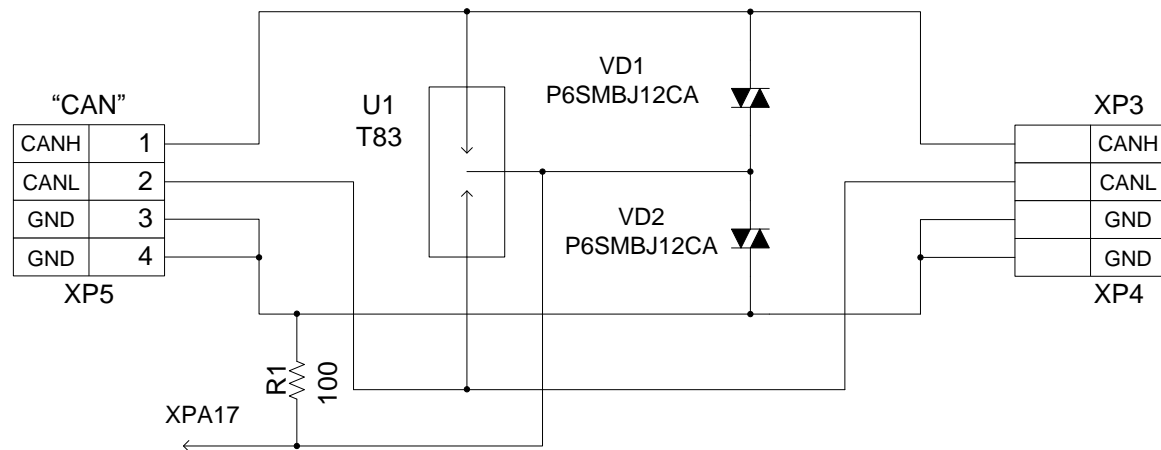 “CAN”
CANH 1
CANL 2
GND 3
GND 4
XP5
U1
T83
VD1
P6SMBJ12CA
VD2
P6SMBJ12CA
XP3
CANH
CANL
GND
GND
XP4
R1
100
XPA17